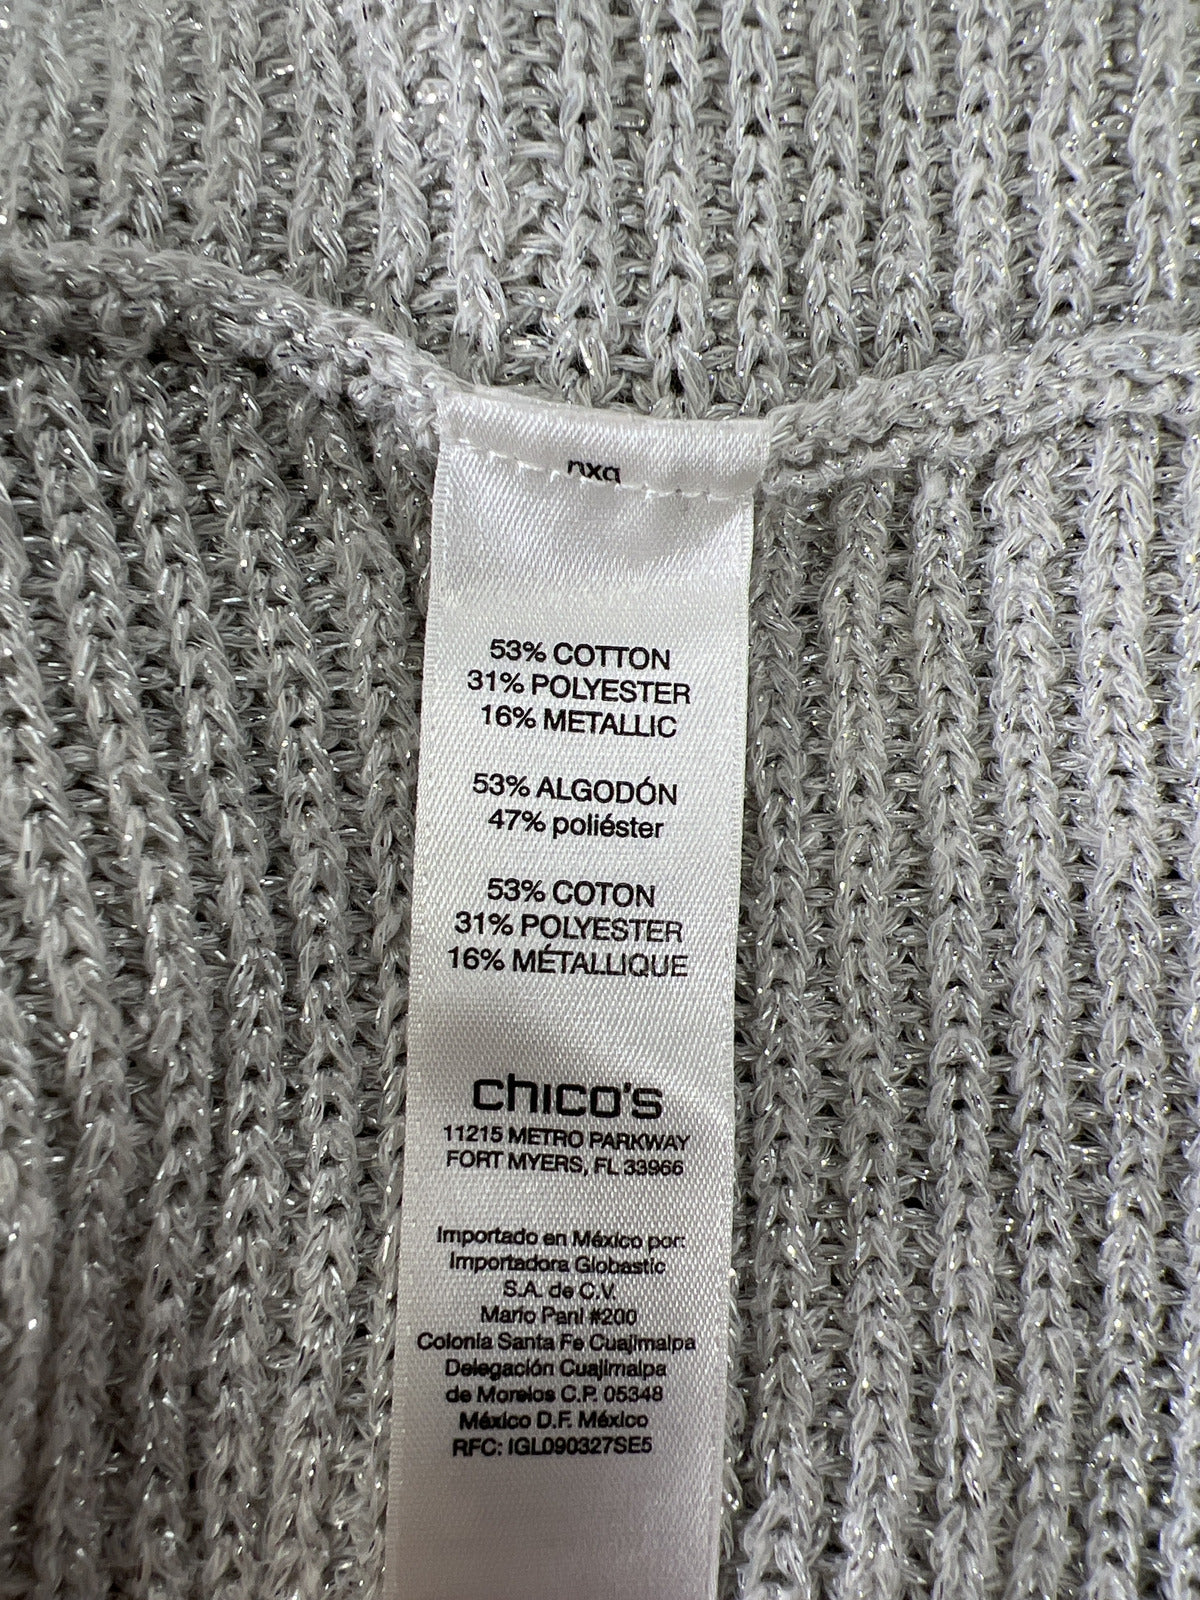 nxq
53% COTTON
31% POLYESTER
16% METALLIC
53% ALGODÓN
47% poliéster
53% COTON
31% POLYESTER
16% MÉTALLIQUE
chico's
11215 METRO PARKWAY
FORT MYERS, FL 33966
Importado en México por:
Importadora Globastic
S.A. de C.V.
Mario Pani #200
Colonia Santa Fe Cuajimalpa
Delegación Cuajimalpa
de Morelos C.P. 05348
México D.F. México
RFC: IGL090327SE5